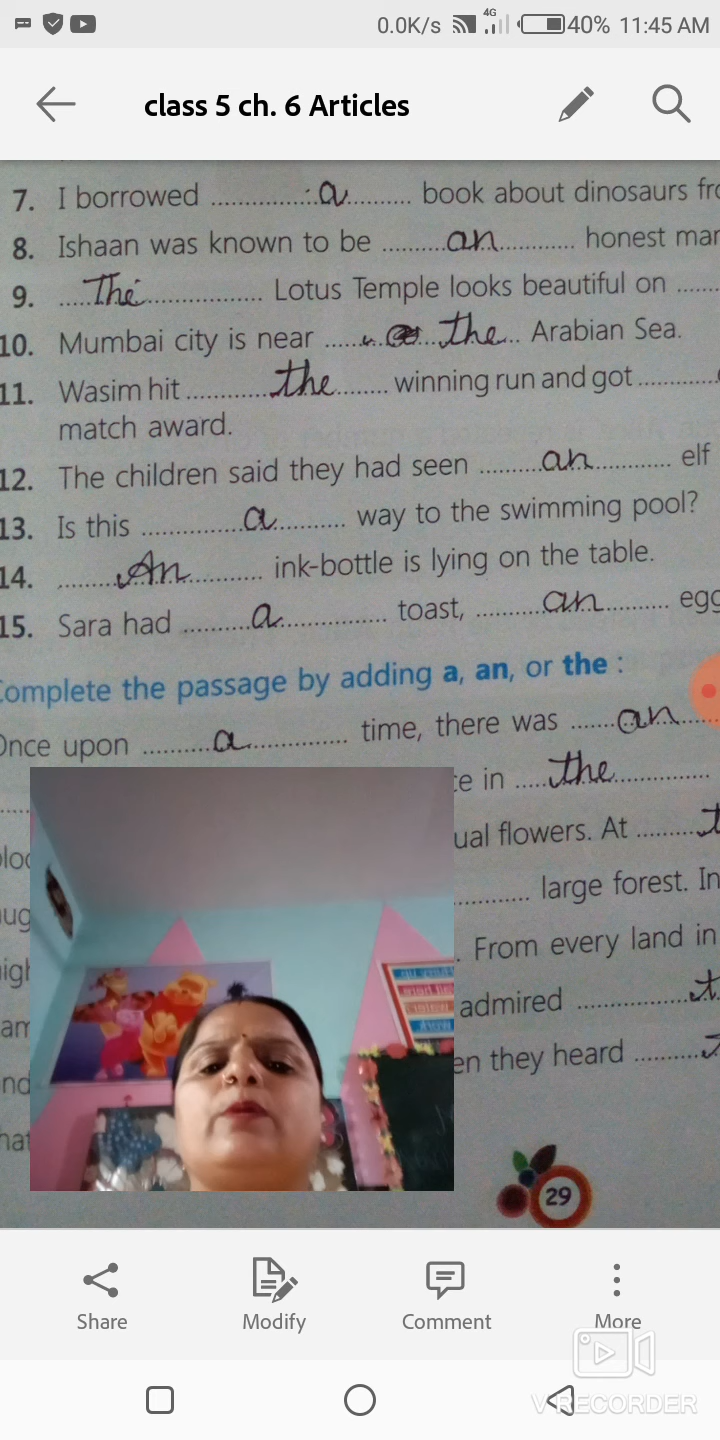 0.0K/s 4G 40% 11:45 AM
class 5 ch. 6 Articles
7. I borrowed ..............a........... book about dinosaurs
8. Ishaan was known to be .........an............. honest
9. .....The................. Lotus Temple looks beautiful on .......
10. Mumbai city is near ..... the... Arabian Sea.
11. Wasim hit ............the........ winning run and got ............
match award.
12. The children said they had seen .........an............. elf
13. Is this ...............a........... way to the swimming pool?
14. ........An............. ink-bottle is lying on the table.
15. Sara had ..........a................ toast, ..........an.......... egg
Complete the passage by adding a, an, or the :
Once upon ..........a.................. time, there was .......an......
in .....the...............
flowers. At .........
............ large forest. In
. From every land in
admired ...............
they heard ..........
29
Share Modify Comment More
V RECORDER